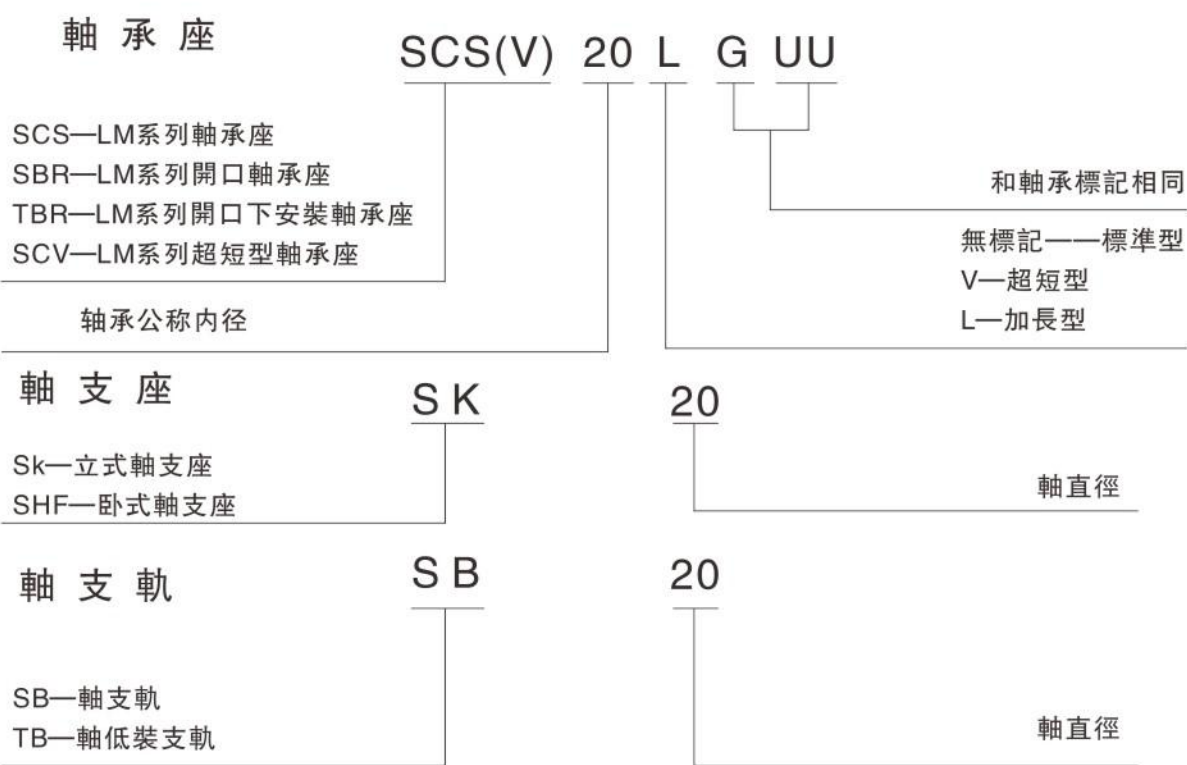 軸承座
SCS(V) 20 L G UU
SCS—LM系列軸承座
SBR—LM系列開口軸承座
TBR—LM系列開口下安裝軸承座
SCV—LM系列超短型軸承座
和軸承標記相同
無標記——標準型
V—超短型
L—加長型
轴承公称内径
軸支座
SK 20
Sk—立式軸支座
SHF—卧式軸支座
軸直徑
軸支軌
SB 20
SB—軸支軌
TB—軸低裝支軌
軸直徑